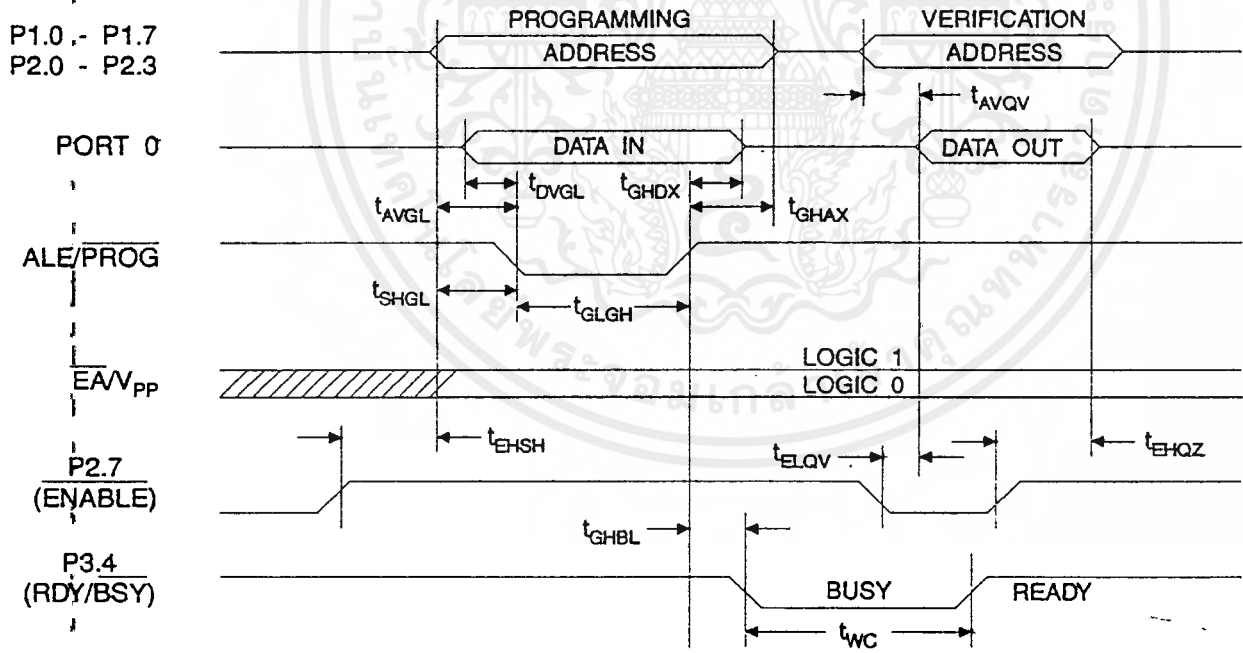 PROGRAMMING
VERIFICATION
P1.0 - P1.7
P2.0 - P2.3
ADDRESS
ADDRESS
tAVQV
PORT 0
DATA IN
DATA OUT
tDVGL
tGHDX
tAVGL
tGHAX
ALE/PROG
tSHGL
tGLGH
LOGIC 1
EA/VPP
LOGIC 0
tEHSH
tELQV
tEHQZ
P2.7
(ENABLE)
tGHBL
P3.4
(RDY/BSY)
BUSY
READY
tWC